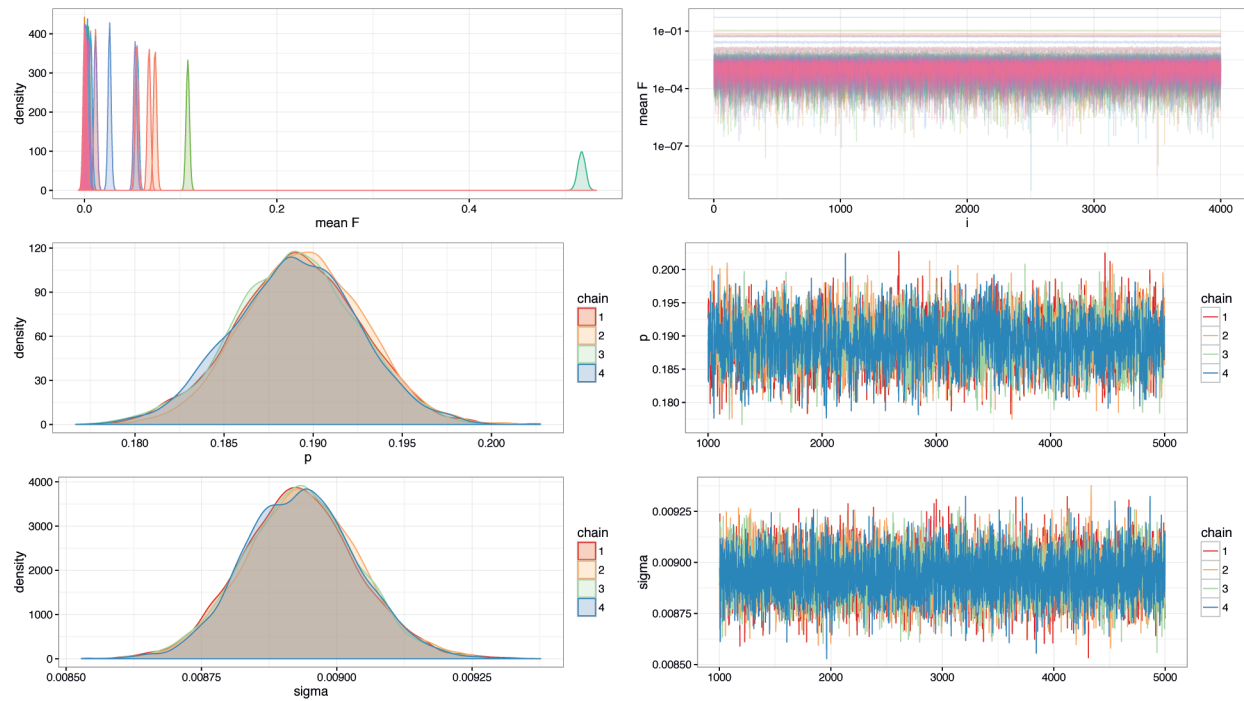 400
300
200
100
0
density
0.0 0.2 0.4
mean F
1e−01
1e−04
1e−07
mean F
0 1000 2000 3000 4000
i
120
90
60
30
0
density
0.180 0.185 0.190 0.195 0.200
p
chain
1
2
3
4
0.200
0.195
0.190
0.185
0.180
p
1000 2000 3000 4000 5000
chain
1
2
3
4
4000
3000
2000
1000
0
density
0.00850 0.00875 0.00900 0.00925
sigma
chain
1
2
3
4
0.00925
0.00900
0.00875
0.00850
sigma
1000 2000 3000 4000 5000
chain
1
2
3
4